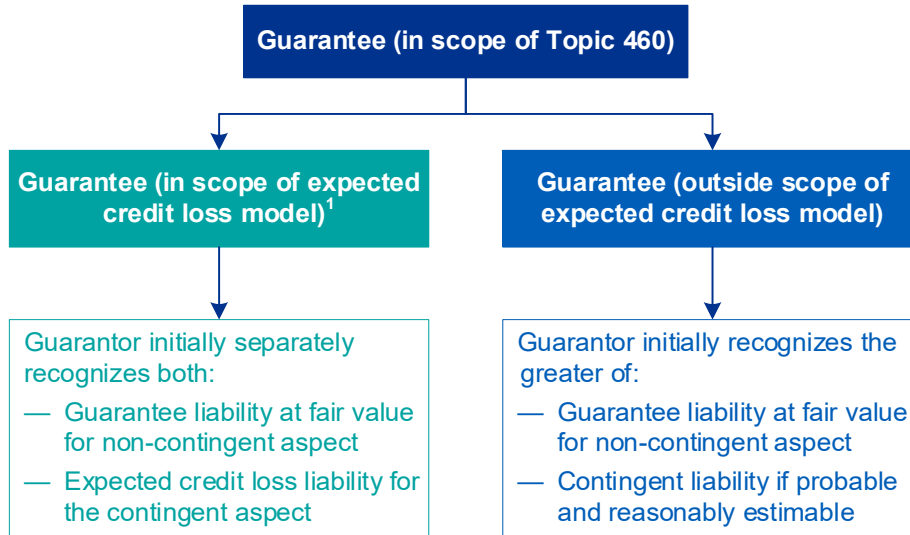 Guarantee (in scope of Topic 460)
Guarantee (in scope of expected
credit loss model)1
Guarantee (outside scope of
expected credit loss model)
Guarantor initially separately
recognizes both:
— Guarantee liability at fair value
for non-contingent aspect
— Expected credit loss liability for
the contingent aspect
Guarantor initially recognizes the
greater of:
— Guarantee liability at fair value
for non-contingent aspect
— Contingent liability if probable
and reasonably estimable